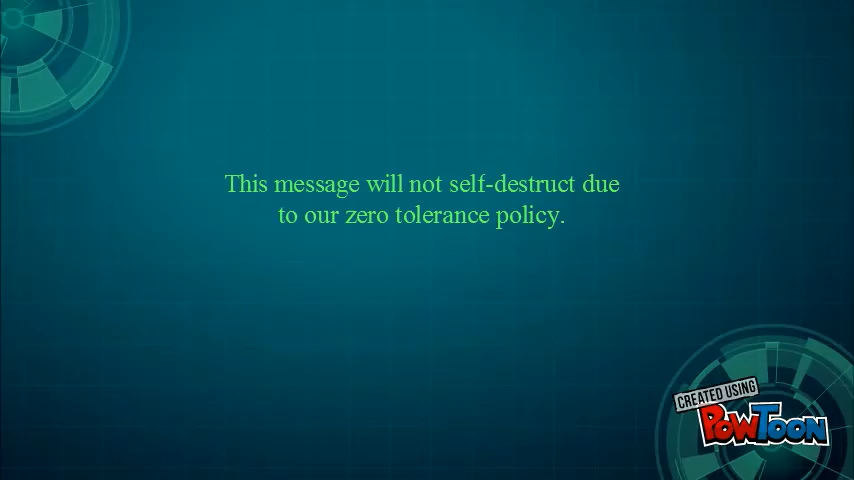 This message will not self-destruct due
to our zero tolerance policy.
CREATED USING
POWTOON